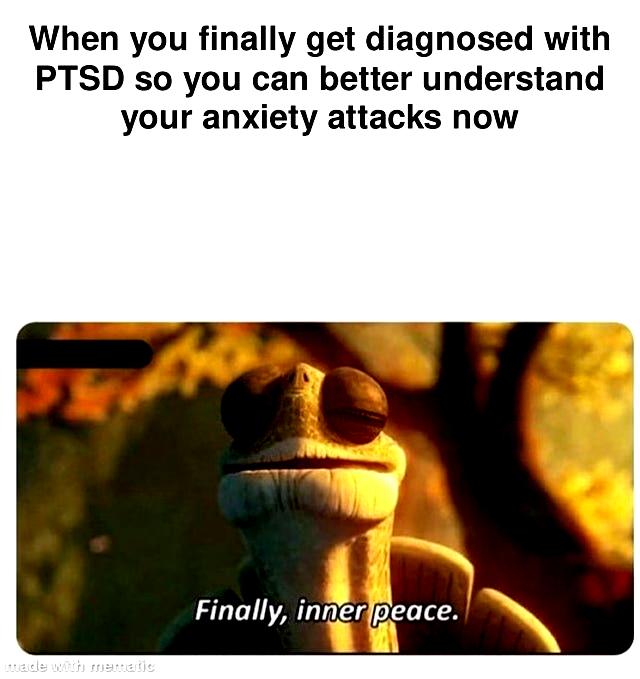 When you finally get diagnosed with
PTSD so you can better understand
your anxiety attacks now
Finally, inner peace.
made with mematic